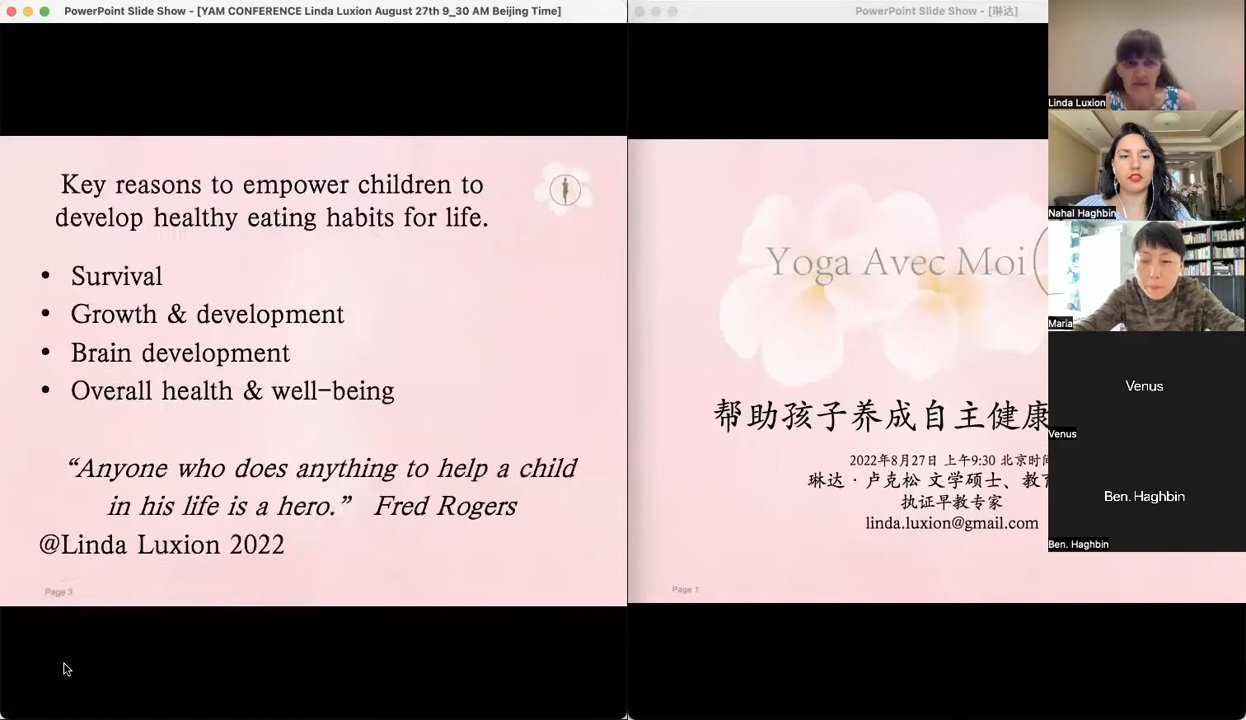 PowerPoint Slide Show - [YAM CONFERENCE Linda Luxion August 27th 9_30 AM Beijing Time]
Key reasons to empower children to
develop healthy eating habits for life.
• Survival
• Growth & development
• Brain development
• Overall health & well-being
“Anyone who does anything to help a child
in his life is a hero.” Fred Rogers
@Linda Luxion 2022
Page 3
PowerPoint Slide Show - [琳达]
Yoga Avec Moi
帮助孩子养成自主健康
2022年8月27日 上午9:30 北京时间
琳达 · 卢克松 文学硕士、教育
执证早教专家
linda.luxion@gmail.com
Page 1
Linda Luxion
Nahal Haghbin
Maria
Venus
Venus
Ben. Haghbin
Ben. Haghbin